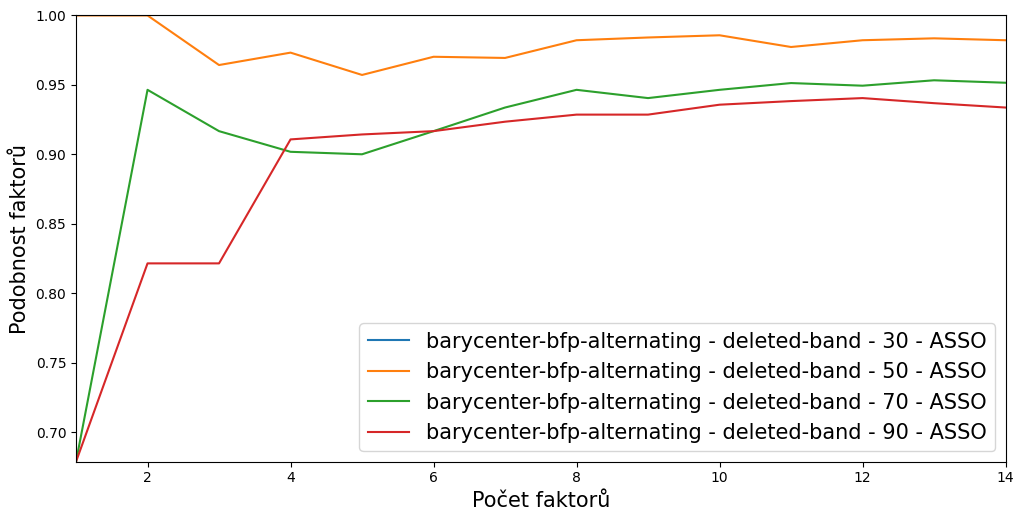 1.00
0.95
0.90
0.85
0.80
0.75
0.70
Podobnost faktorů
barycenter-bfp-alternating - deleted-band - 30 - ASSO
barycenter-bfp-alternating - deleted-band - 50 - ASSO
barycenter-bfp-alternating - deleted-band - 70 - ASSO
barycenter-bfp-alternating - deleted-band - 90 - ASSO
2 4 6 8 10 12 14
Počet faktorů